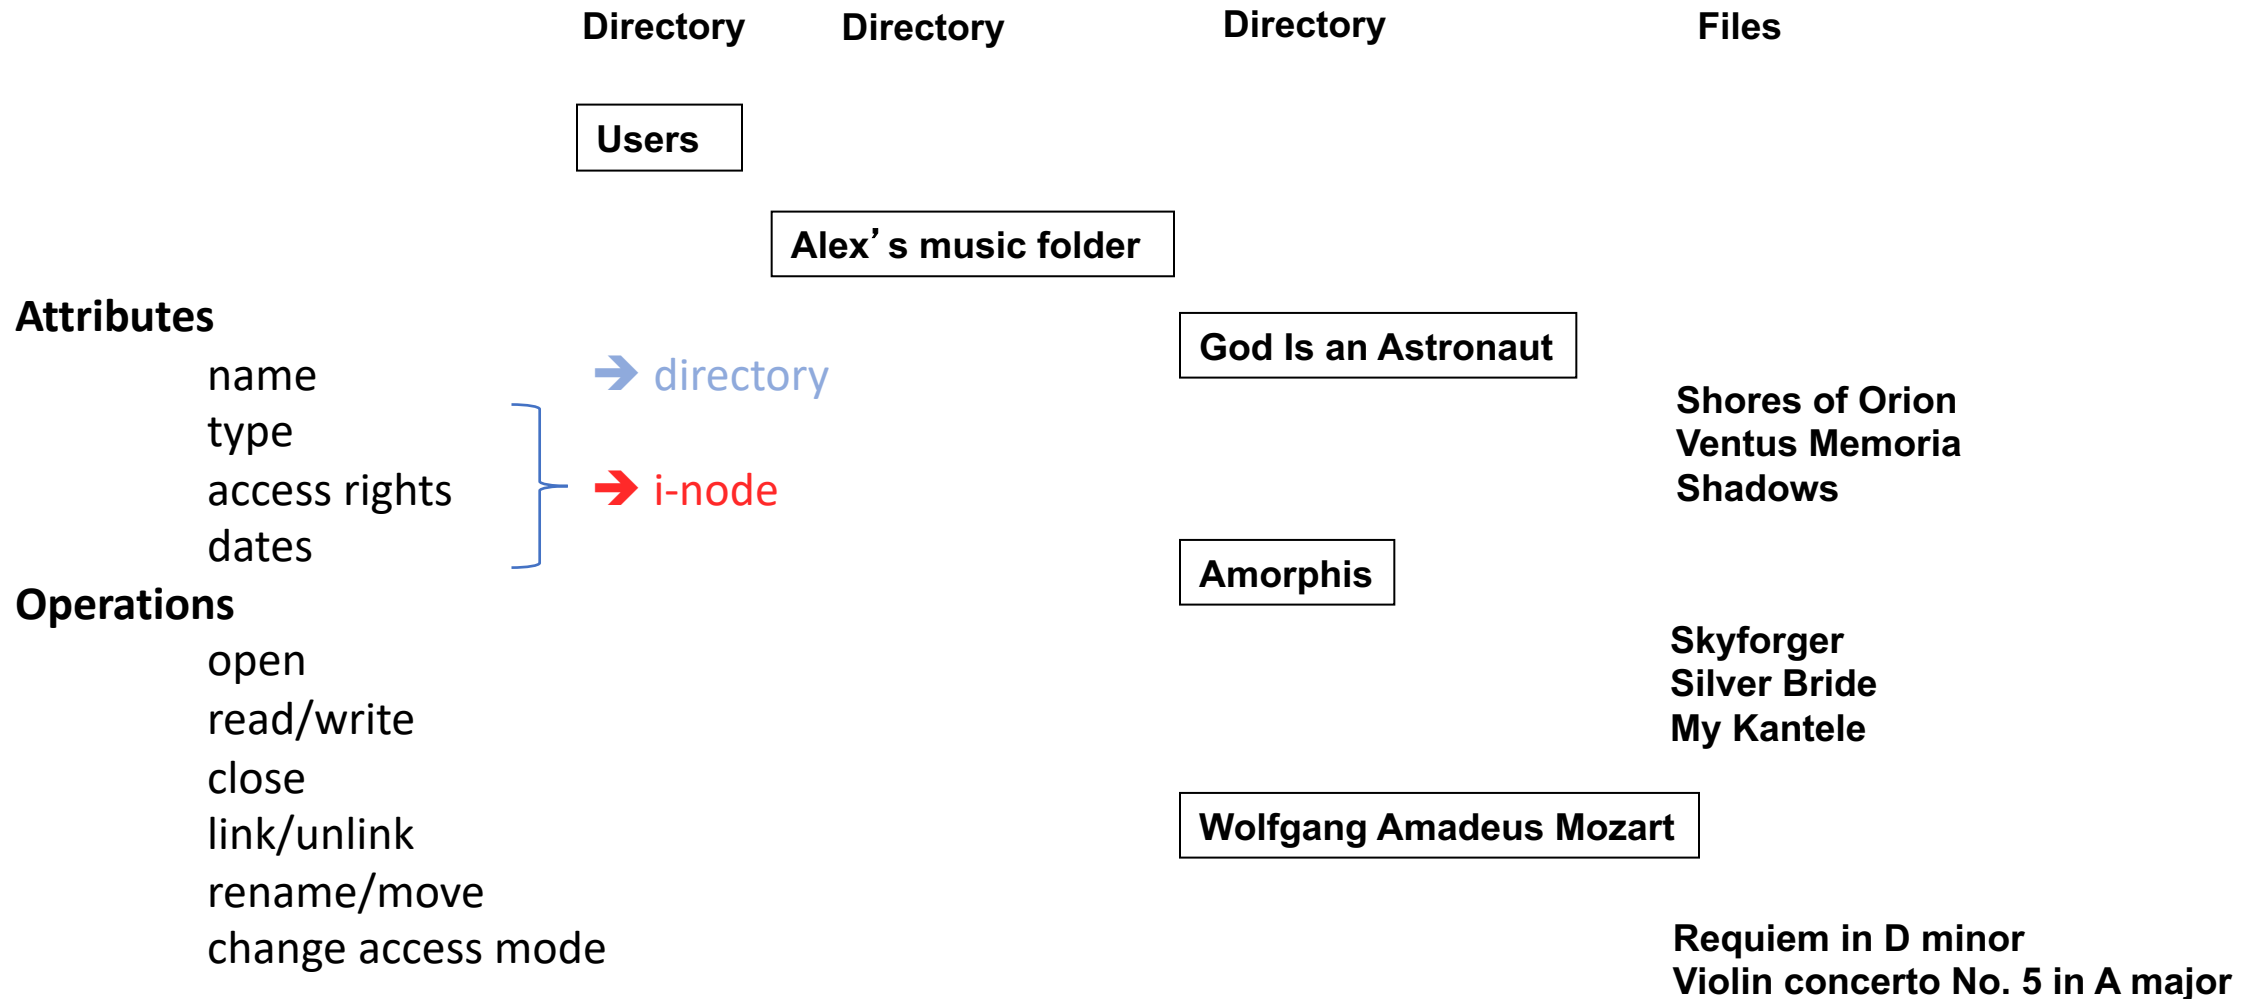 Directory Directory Directory Files
Users
Alex’s music folder
Attributes
God Is an Astronaut
name ➔ directory
Shores of Orion
type
Ventus Memoria
access rights ➔ i-node
Shadows
dates
Amorphis
Operations
open
Skyforger
Silver Bride
read/write
My Kantele
close
link/unlink
Wolfgang Amadeus Mozart
rename/move
change access mode
Requiem in D minor
Violin concerto No. 5 in A major